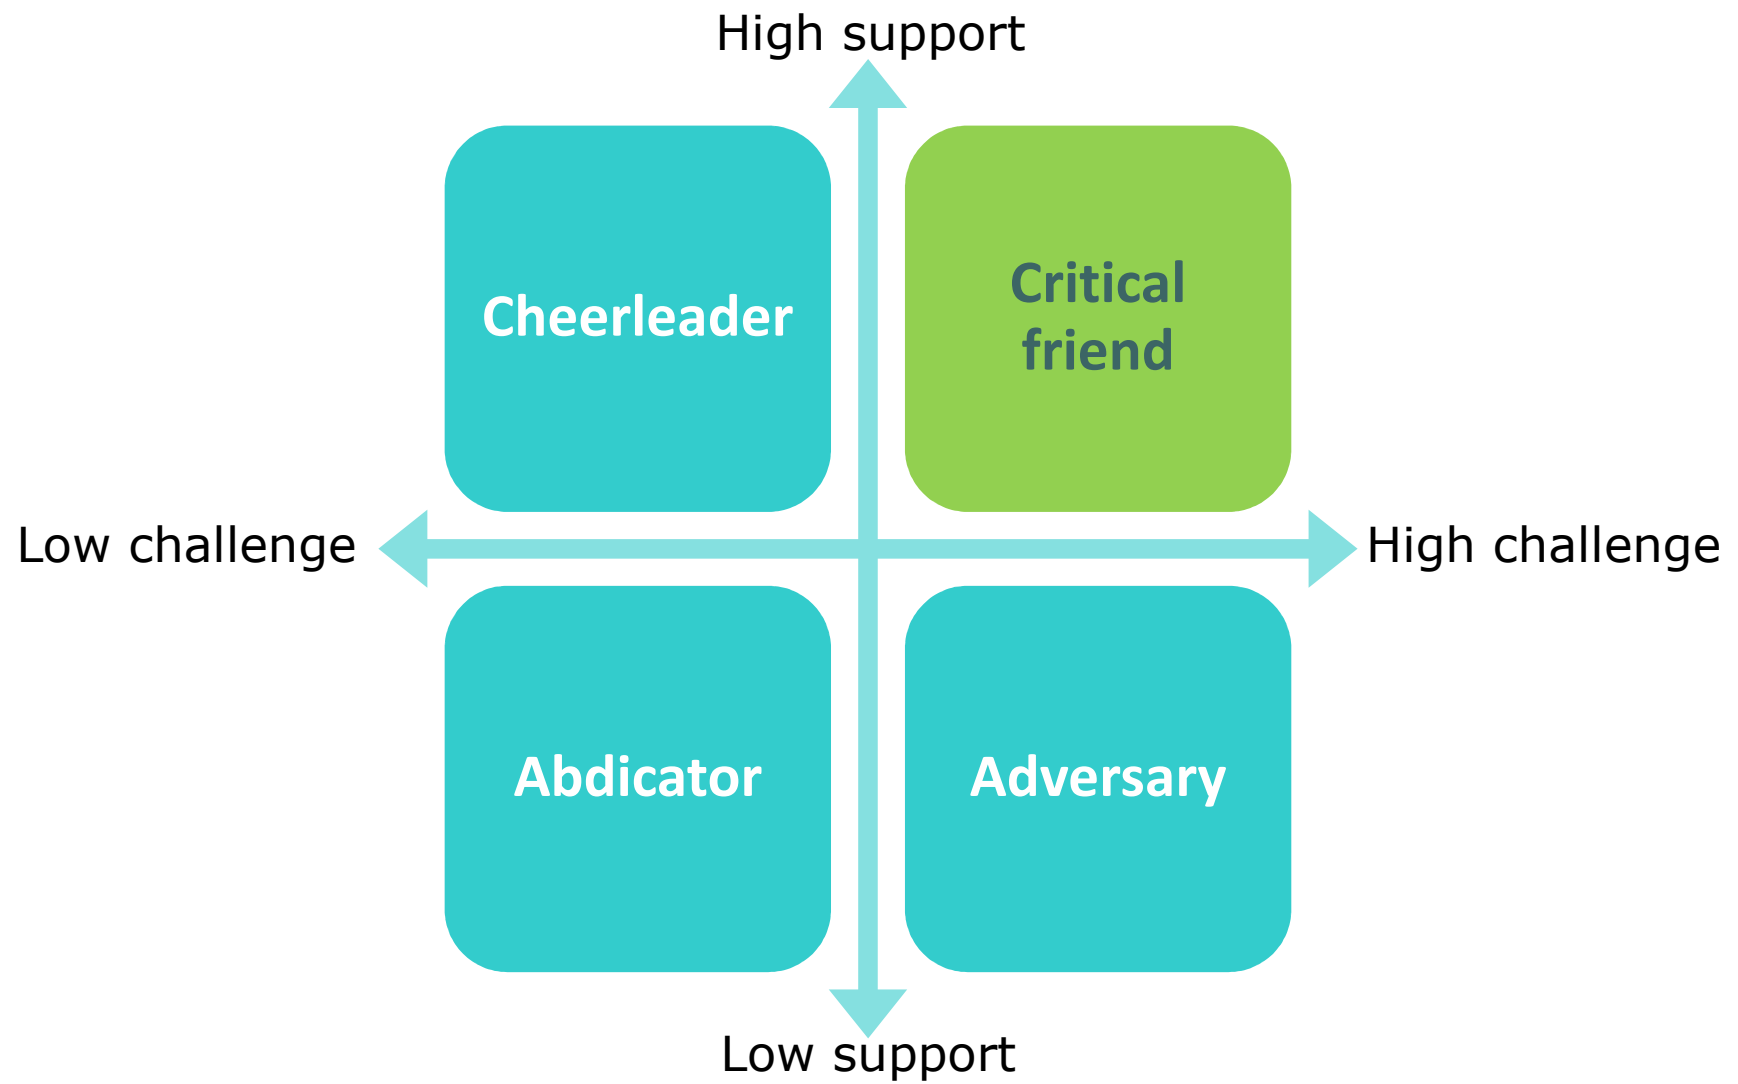 High support
Cheerleader
Critical
friend
Low challenge
High challenge
Abdicator
Adversary
Low support